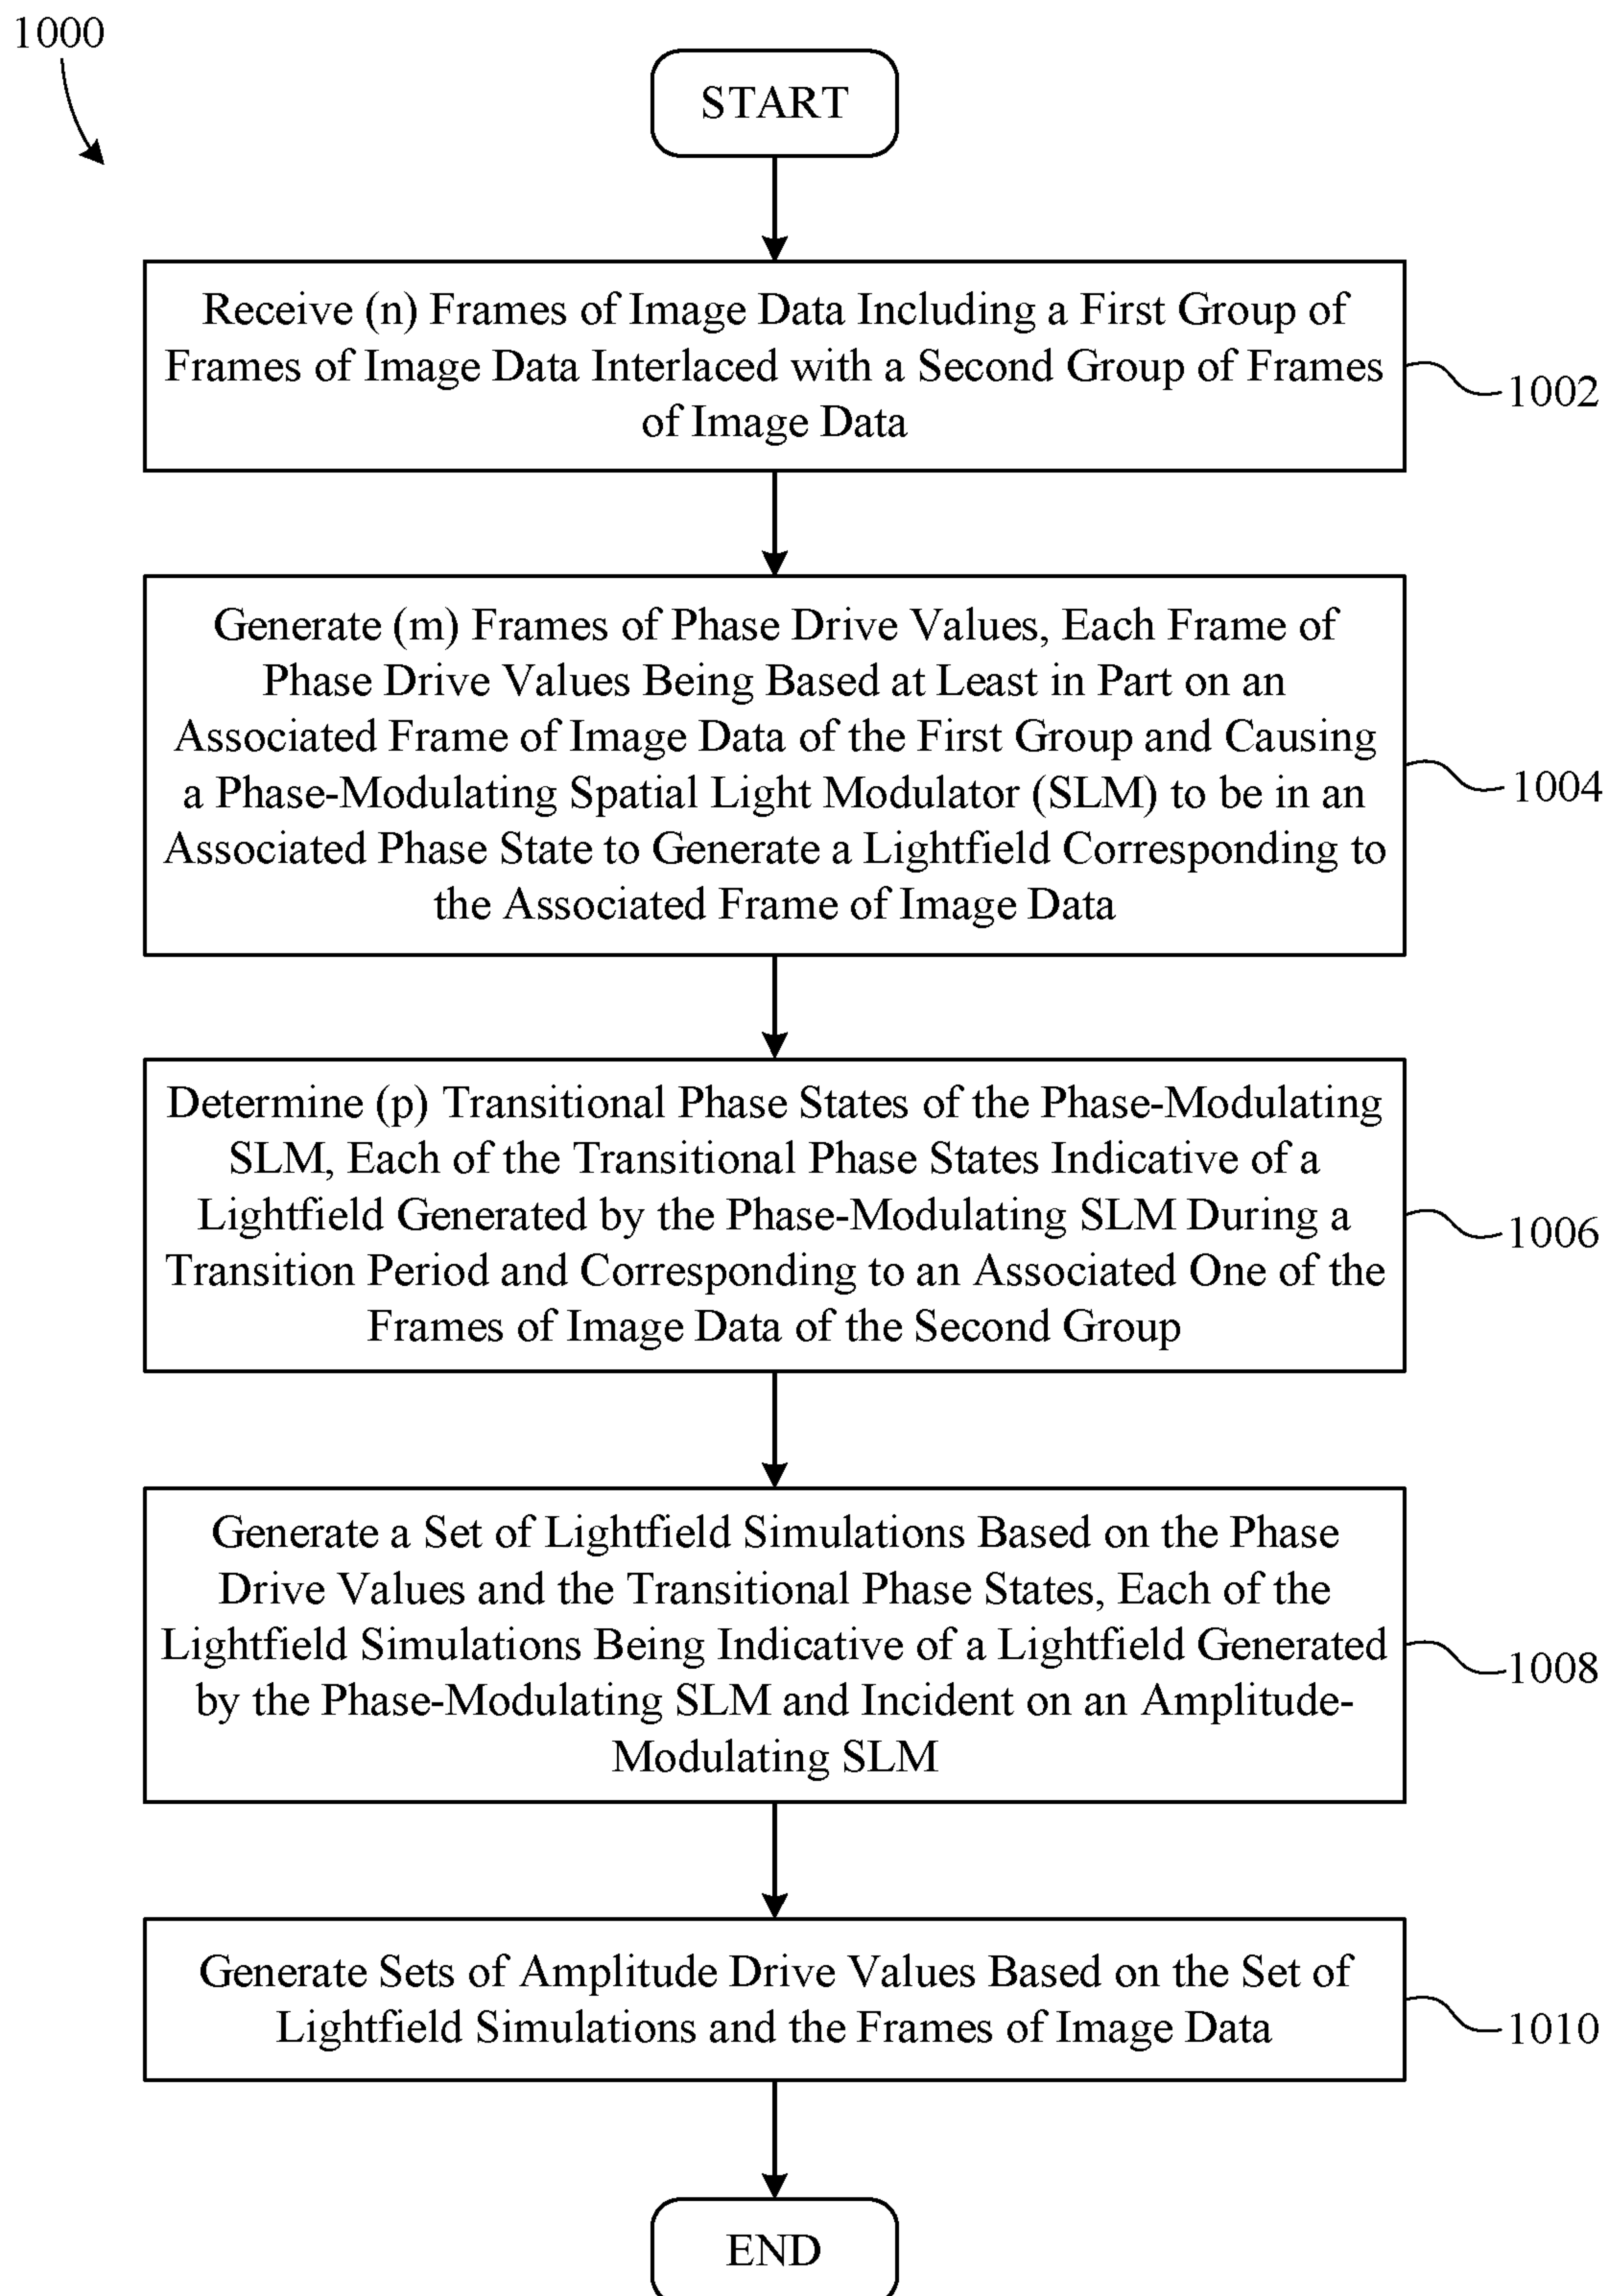 1000
START
Receive (n) Frames of Image Data Including a First Group of
Frames of Image Data Interlaced with a Second Group of Frames
of Image Data
1002
Generate (m) Frames of Phase Drive Values, Each Frame of
Phase Drive Values Being Based at Least in Part on an
Associated Frame of Image Data of the First Group and Causing
a Phase-Modulating Spatial Light Modulator (SLM) to be in an
Associated Phase State to Generate a Lightfield Corresponding to
the Associated Frame of Image Data
1004
Determine (p) Transitional Phase States of the Phase-Modulating
SLM, Each of the Transitional Phase States Indicative of a
Lightfield Generated by the Phase-Modulating SLM During a
Transition Period and Corresponding to an Associated One of the
Frames of Image Data of the Second Group
1006
Generate a Set of Lightfield Simulations Based on the Phase
Drive Values and the Transitional Phase States, Each of the
Lightfield Simulations Being Indicative of a Lightfield Generated
by the Phase-Modulating SLM and Incident on an Amplitude-
Modulating SLM
1008
Generate Sets of Amplitude Drive Values Based on the Set of
Lightfield Simulations and the Frames of Image Data
1010
END